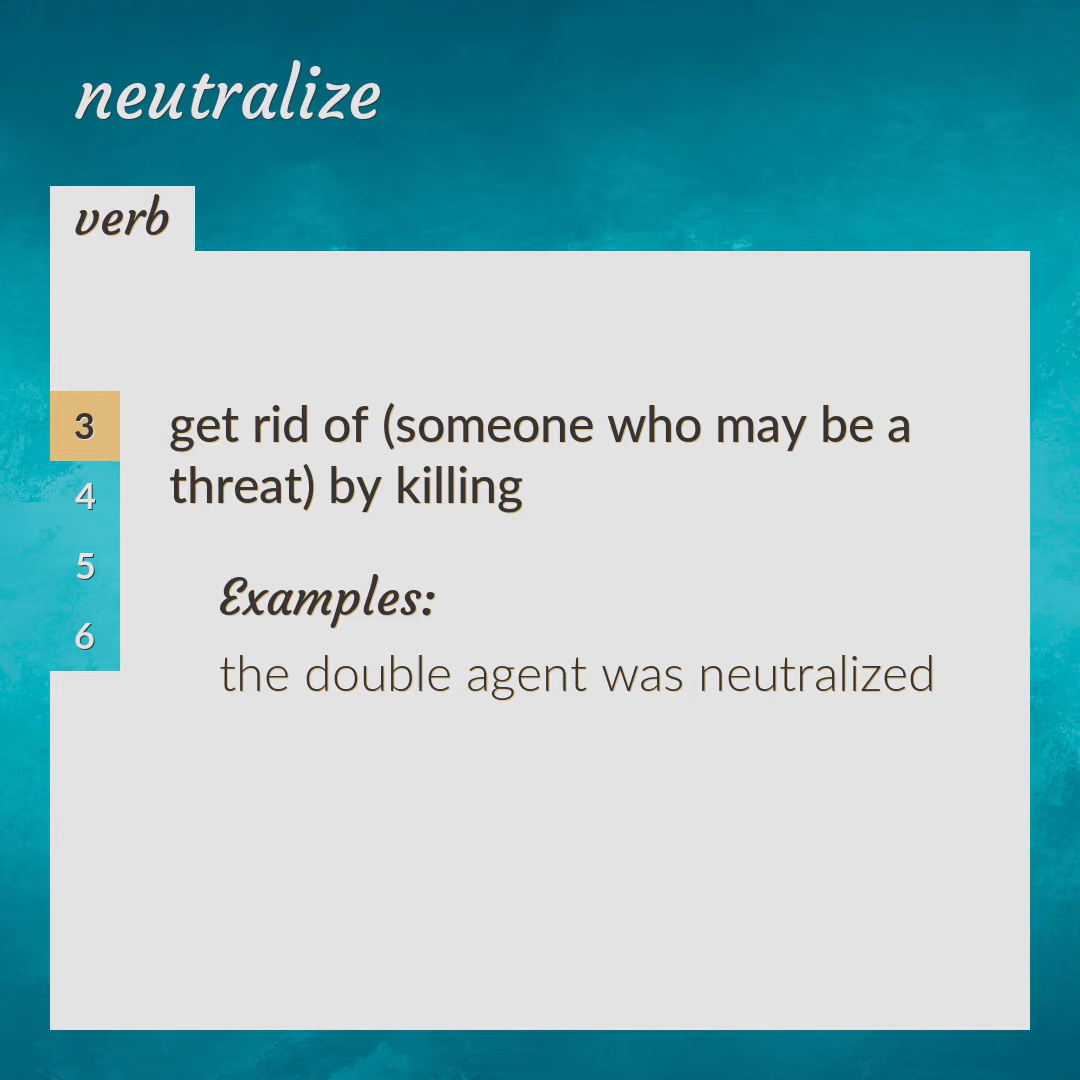 neutralize
verb
3
get rid of (someone who may be a
threat) by killing
4
5
6
Examples:
the double agent was neutralized